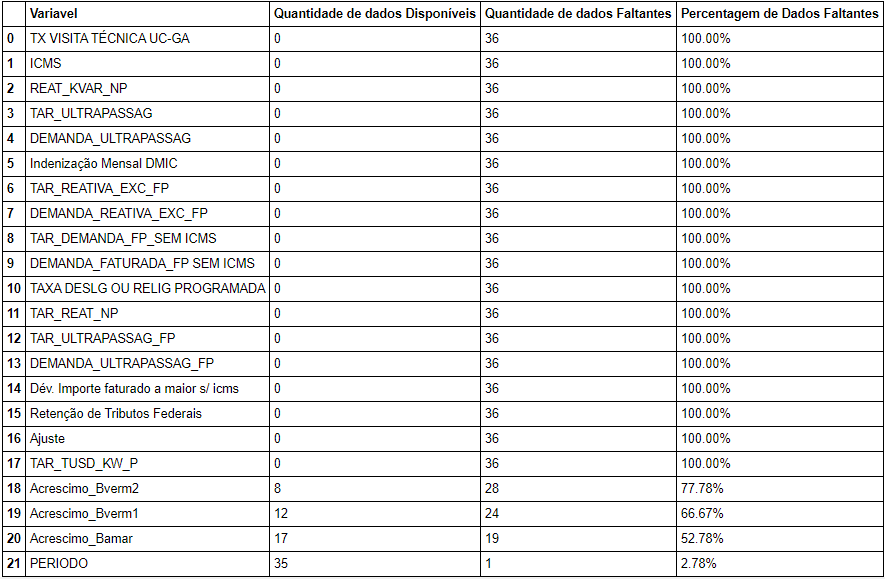 Variavel Quantidade de dados Disponíveis Quantidade de dados Faltantes Percentagem de Dados Faltantes
0 TX VISITA TÉCNICA UC-GA 0 36 100.00%
1 ICMS 0 36 100.00%
2 REAT_KVAR_NP 0 36 100.00%
3 TAR_ULTRAPASSAG 0 36 100.00%
4 DEMANDA_ULTRAPASSAG 0 36 100.00%
5 Indenização Mensal DMIC 0 36 100.00%
6 TAR_REATIVA_EXC_FP 0 36 100.00%
7 DEMANDA_REATIVA_EXC_FP 0 36 100.00%
8 TAR_DEMANDA_FP_SEM ICMS 0 36 100.00%
9 DEMANDA_FATURADA_FP SEM ICMS 0 36 100.00%
10 TAXA DESLG OU RELIG PROGRAMADA 0 36 100.00%
11 TAR_REAT_NP 0 36 100.00%
12 TAR_ULTRAPASSAG_FP 0 36 100.00%
13 DEMANDA_ULTRAPASSAG_FP 0 36 100.00%
14 Dév. Importe faturado a maior s/ icms 0 36 100.00%
15 Retenção de Tributos Federais 0 36 100.00%
16 Ajuste 0 36 100.00%
17 TAR_TUSD_KW_P 0 36 100.00%
18 Acrescimo_Bverm2 8 28 77.78%
19 Acrescimo_Bverm1 12 24 66.67%
20 Acrescimo_Bamar 17 19 52.78%
21 PERIODO 35 1 2.78%